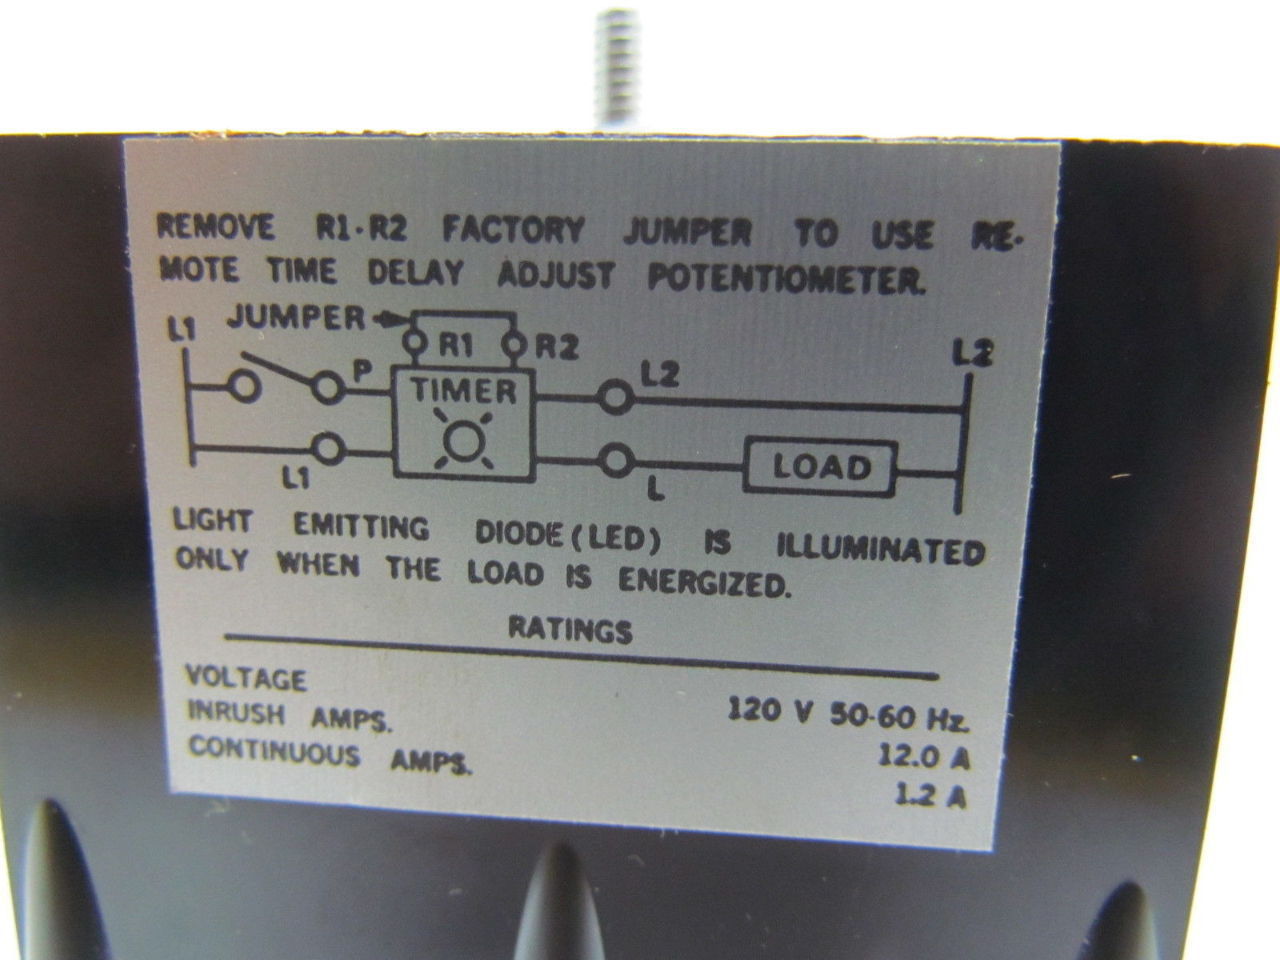 REMOVE R1-R2 FACTORY JUMPER TO USE RE-
MOTE TIME DELAY ADJUST POTENTIOMETER.
JUMPER
L1
R1
R2
L2
P
TIMER
L2
LOAD
L1
L
LIGHT EMITTING DIODE (LED) IS ILLUMINATED
ONLY WHEN THE LOAD IS ENERGIZED.
RATINGS
VOLTAGE 120 V 50-60 Hz.
INRUSH AMPS. 12.0 A
CONTINUOUS AMPS. 1.2 A